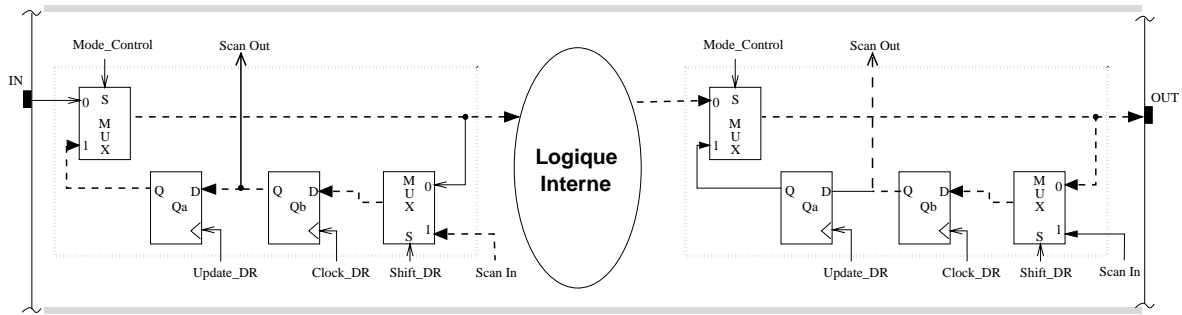 Mode_Control
Scan Out
Mode_Control
Scan Out
IN
0
S
M
U
X
1
0
S
M
U
X
1
OUT
Logique
Interne
Q
D
Qa
Q
D
Qb
M
U
X
0
1
S
Q
D
Qa
Q
D
Qb
M
U
X
0
1
S
Update_DR
Clock_DR
Shift_DR
Scan In
Update_DR
Clock_DR
Shift_DR
Scan In